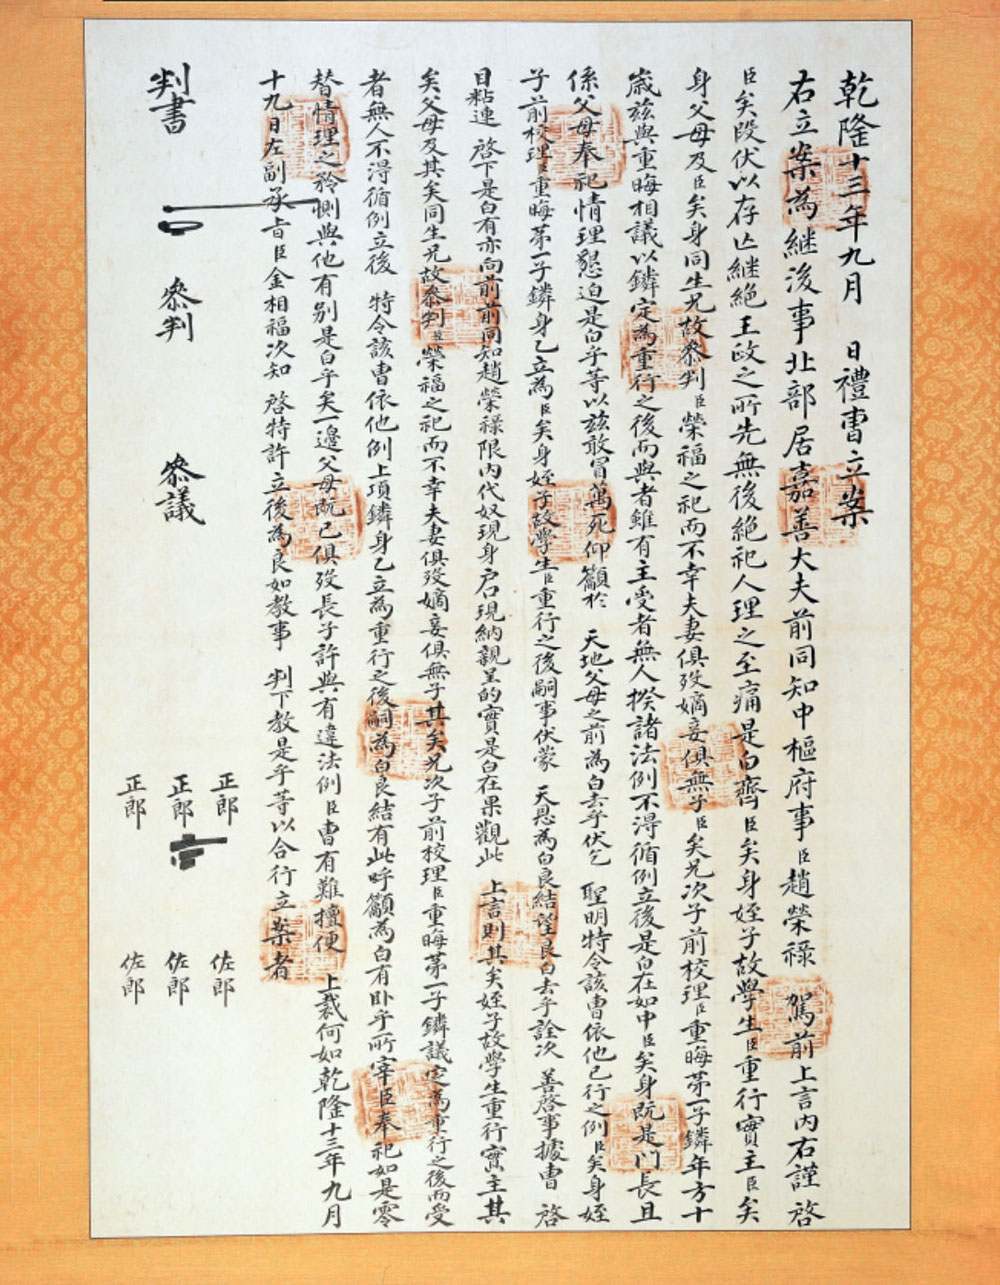 乾隆十三年九月　日禮曹立案
右立案為継後事北部居嘉善大夫前同知中樞府事臣趙榮祿　駕前上言內右謹　啓
臣矣段伏以存亡継絶王政之所先無後絶祀人理之至痛是白齊臣矣身姪子故學生臣重行實主臣矣
身父母及臣矣身同生兄故叅判臣榮福之祀而不幸夫妻俱歿嫡妾俱無子臣矣兄次子前校理臣重晦第一子鏻年方十
歲茲與重晦相議以鏻定為重行之後而與者雖有主受者無人揆諸法例不淂循例立後是白在如中臣矣身既是門長且
係父母奉祀情理懇迫是白乎等以茲敢冒萬死仰籲於　天地父母之前為白去乎伏乞　聖明特令該曹依他已行之例臣矣身姪
子前校理臣重晦第一子鏻身乙立為臣矣身姪子故學生臣重行之後嗣事伏蒙　天恩為白良結望良白去乎詮次　善啓事據曹　啓
目粘連　啓下是白有亦向前前同知趙榮祿限內代奴現身戶口現納親呈的實是白在果觀此　上言則其矣姪子故學生重行實主其
矣父母及其矣同生兄故叅判臣榮福之祀而不幸夫妻俱歿嫡妾俱無子其矣兄次子前校理臣重晦第一子鏻議定為重行之後而受
者無人不淂循例立後　特令該曹依他例上項鏻身乙立為重行之後嗣為白良結有此呼籲為白有卧乎所宰臣奉祀如是零
替情理之矜惻與他有別是白乎矣一邊父母既已俱歿長子許與有違法例臣曹有難擅便　上裁何如乾隆十三年九月
十九日左副承旨臣金相福次知　啓特許立後為良如教事　判下教是乎等以合行立案者
判書
叅判
叅議
正郎
正郎
正郎
佐郎
佐郎
佐郎